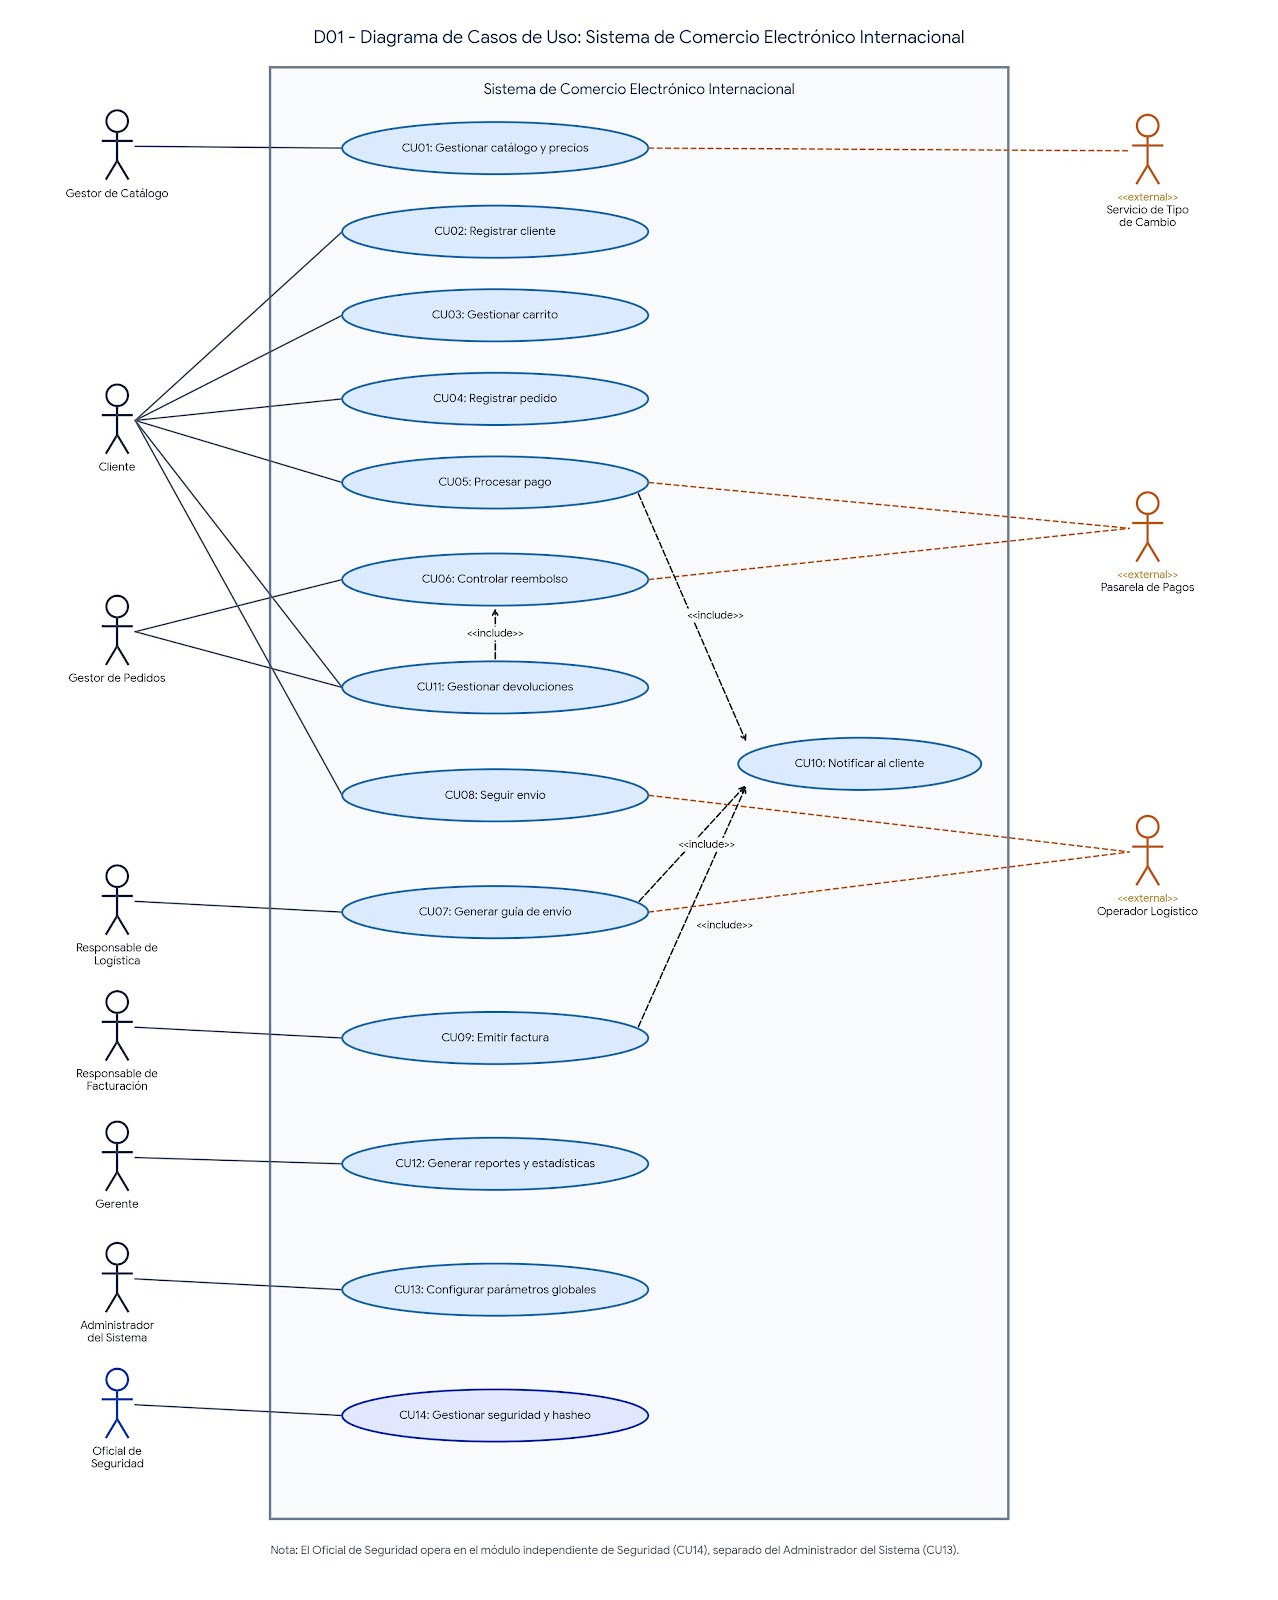 D01 - Diagrama de Casos de Uso: Sistema de Comercio Electrónico Internacional
Sistema de Comercio Electrónico Internacional
Gestor de Catálogo
CU01: Gestionar catálogo y precios
<<external>>
Servicio de Tipo
de Cambio
CU02: Registrar cliente
CU03: Gestionar carrito
CU04: Registrar pedido
Cliente
CU05: Procesar pago
<<external>>
Pasarela de Pagos
CU06: Controlar reembolso
<<include>>
<<include>>
Gestor de Pedidos
CU11: Gestionar devoluciones
CU10: Notificar al cliente
CU08: Seguir envío
<<include>>
<<external>>
Operador Logístico
CU07: Generar guía de envío
<<include>>
Responsable de
Logística
CU09: Emitir factura
Responsable de
Facturación
CU12: Generar reportes y estadísticas
Gerente
CU13: Configurar parámetros globales
Administrador
del Sistema
CU14: Gestionar seguridad y hasheo
Oficial de
Seguridad
Nota: El Oficial de Seguridad opera en el módulo independiente de Seguridad (CU14), separado del Administrador del Sistema (CU13).